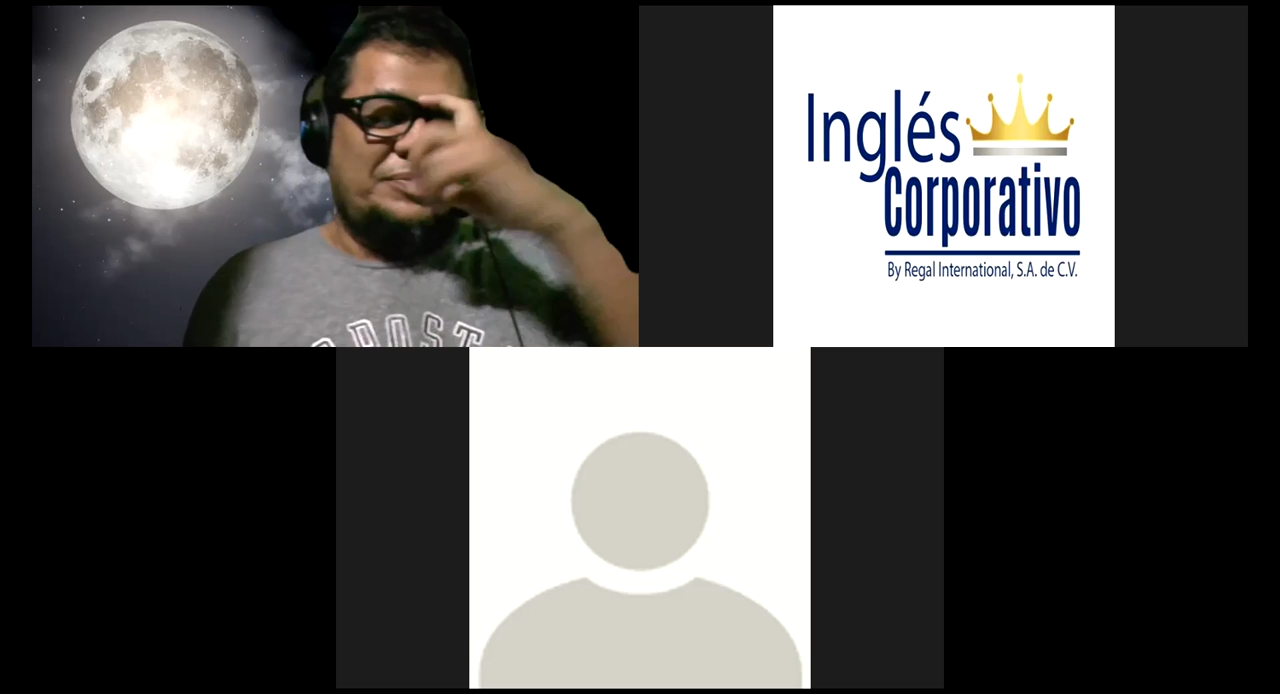 Inglés
Corporativo
By Regal International, S.A. de C.V.